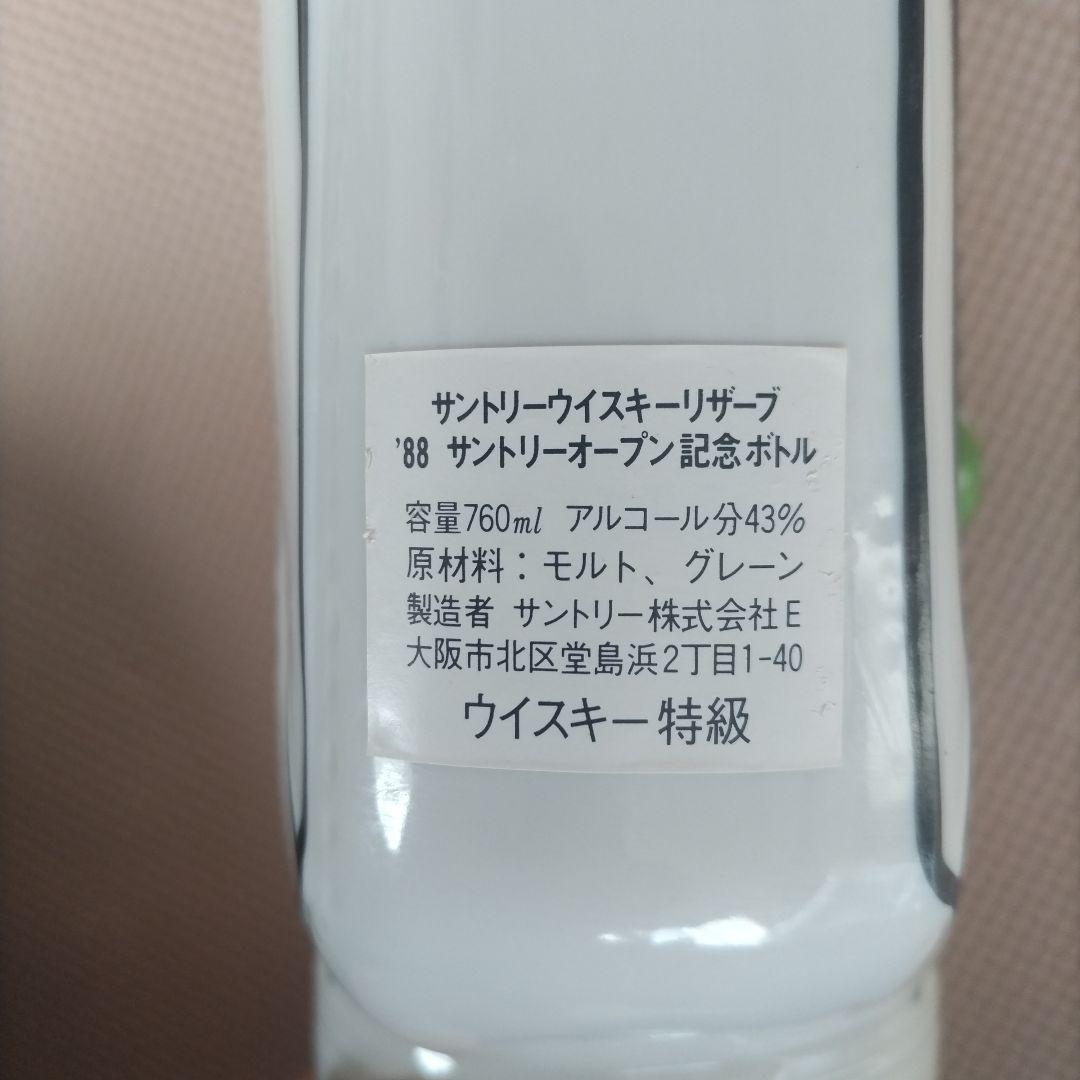 サントリーウイスキーリザーブ
'88 サントリーオープン記念ボトル
容量760ml アルコール分43%
原材料：モルト、グレーン
製造者 サントリー株式会社E
大阪市北区堂島浜2丁目1-40
ウイスキー特級